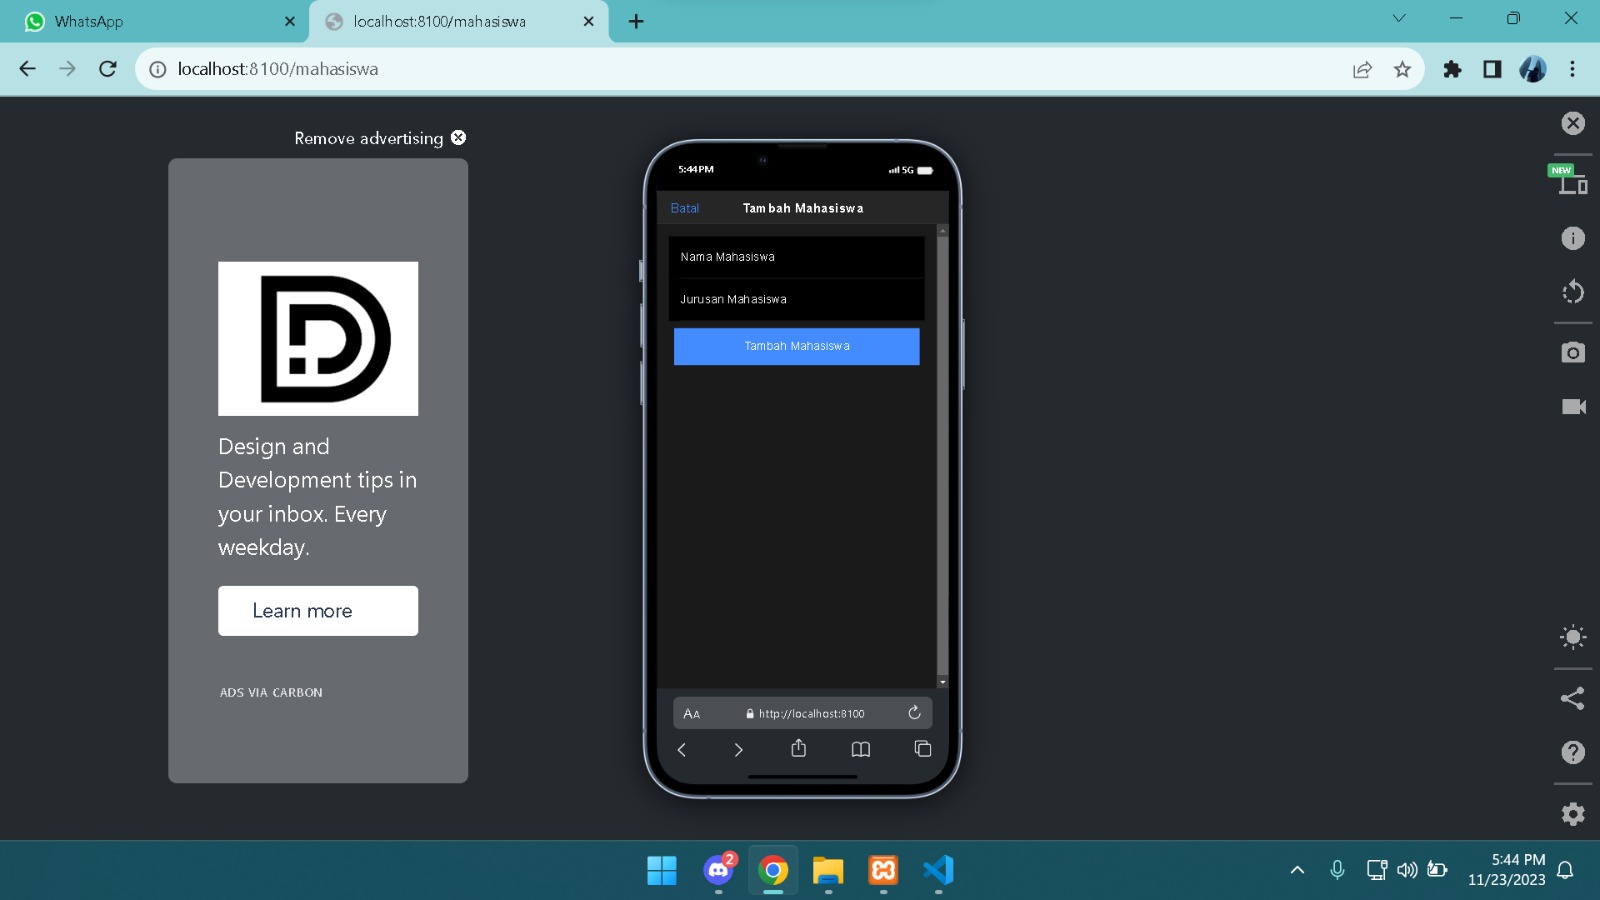 WhatsApp
localhost:8100/mahasiswa
localhost:8100/mahasiswa
Remove advertising
Design and
Development tips in
your inbox. Every
weekday.
Learn more
ADS VIA CARBON
5:44 PM
5G
Batal
Tambah Mahasiswa
Nama Mahasiswa
Jurusan Mahasiswa
Tambah Mahasiswa
AA
http://localhost:8100
NEW
2
5:44 PM
11/23/2023